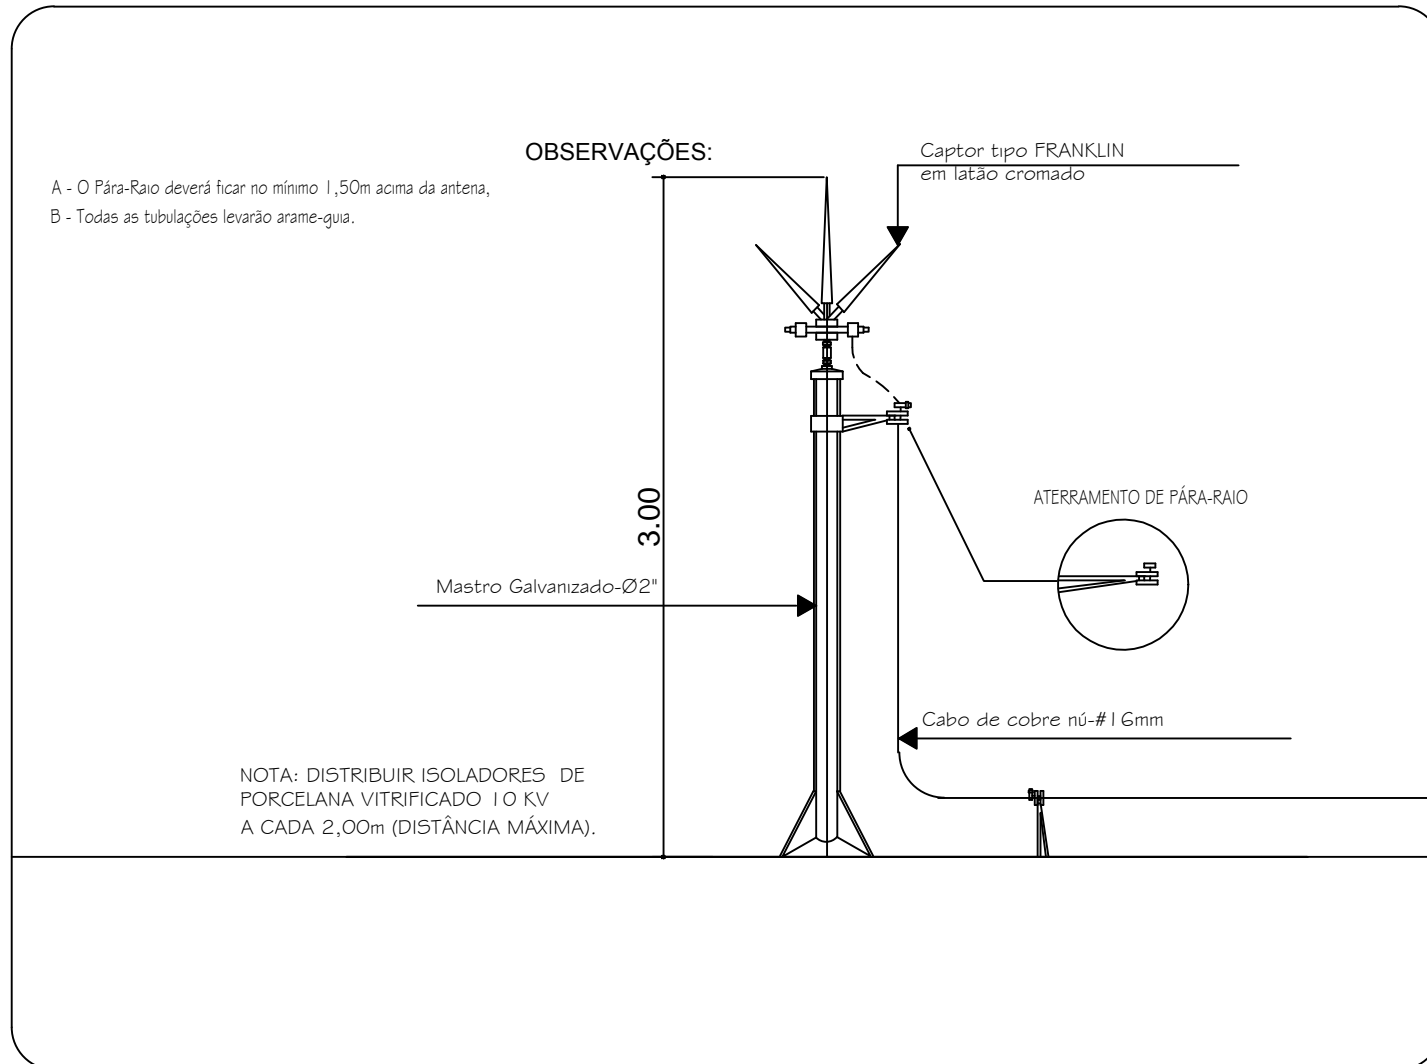 OBSERVAÇÕES:
A - O Pára-Raio deverá ficar no mínimo 1,50m acima da antena,
B - Todas as tubulações levarão arame-guia.
Captor tipo FRANKLIN
em latão cromado
3.00
ATERRAMENTO DE PÁRA-RAIO
Mastro Galvanizado-Ø2"
Cabo de cobre nú-#16mm
NOTA: DISTRIBUIR ISOLADORES DE
PORCELANA VITRIFICADO 10 KV
A CADA 2,00m (DISTÂNCIA MÁXIMA).